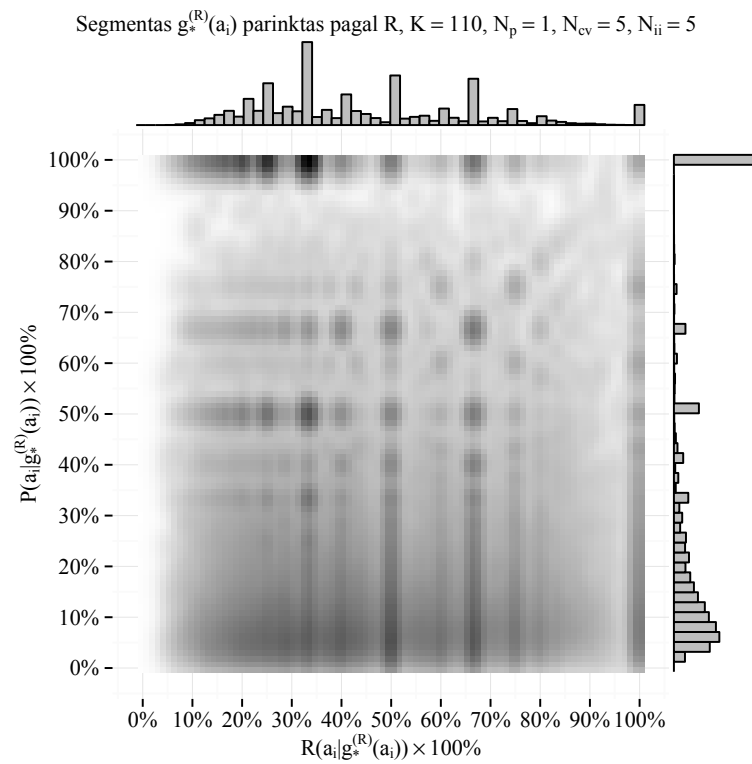 Segmentas g*^(R)(aᵢ) parinktas pagal R, K = 110, Nₚ = 1, N_cv = 5, Nᵢᵢ = 5
100%
90%
80%
70%
60%
50%
40%
30%
20%
10%
0%
P(aᵢ|g*^(R)(aᵢ)) × 100%
0% 10% 20% 30% 40% 50% 60% 70% 80% 90% 100%
R(aᵢ|g*^(R)(aᵢ)) × 100%